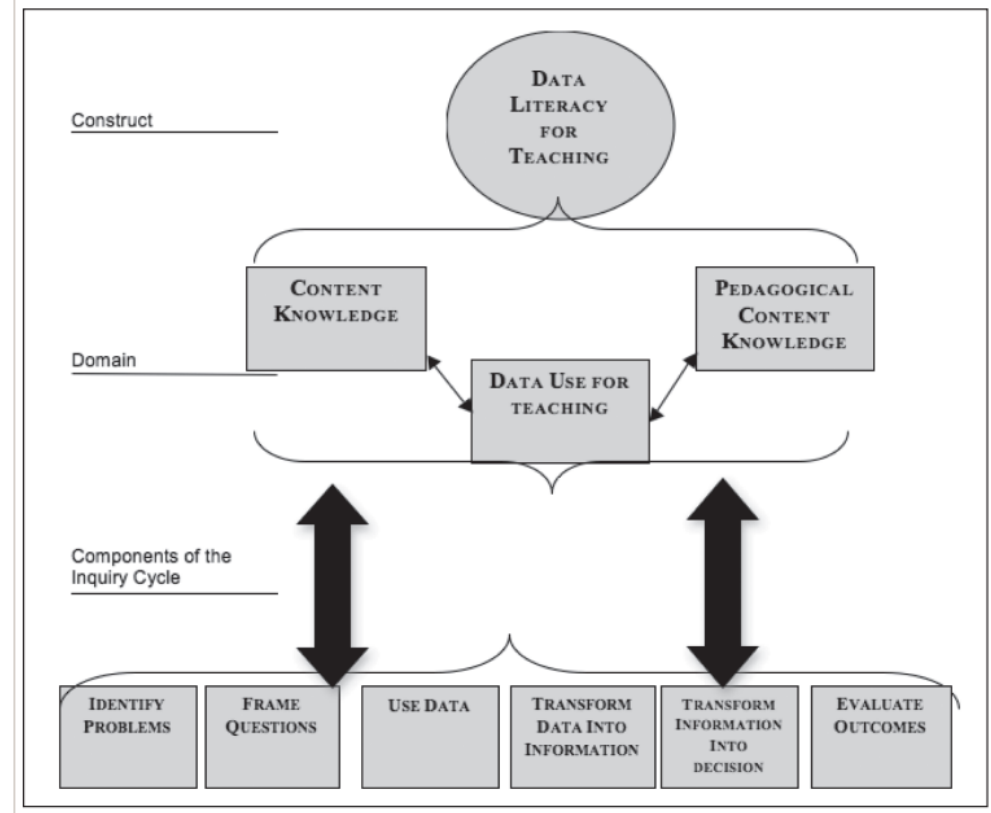 Construct
DATA
LITERACY
FOR
TEACHING
Domain
CONTENT
KNOWLEDGE
PEDAGOGICAL
CONTENT
KNOWLEDGE
DATA USE FOR
TEACHING
Components of the
Inquiry Cycle
IDENTIFY
PROBLEMS
FRAME
QUESTIONS
USE DATA
TRANSFORM
DATA INTO
INFORMATION
TRANSFORM
INFORMATION
INTO
DECISION
EVALUATE
OUTCOMES